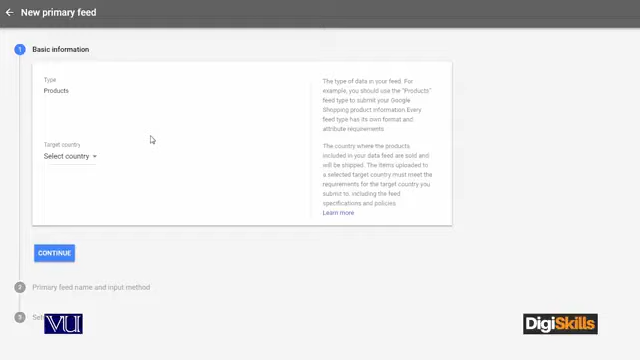 New primary feed
1 Basic information
Type
Products
Target country
Select country
The type of data in your feed. For
example, you should use the "Products"
feed type to submit your Google
Shopping product information.Every
feed type has its own format and
attribute requirements
The country where the products
included in your data feed are sold and
will be shipped. The items uploaded to
a selected target country must meet the
requirements for the target country you
submit to, including the feed
specifications and policies.
Learn more
CONTINUE
2 Primary feed name and input method
3
VU
DigiSkills